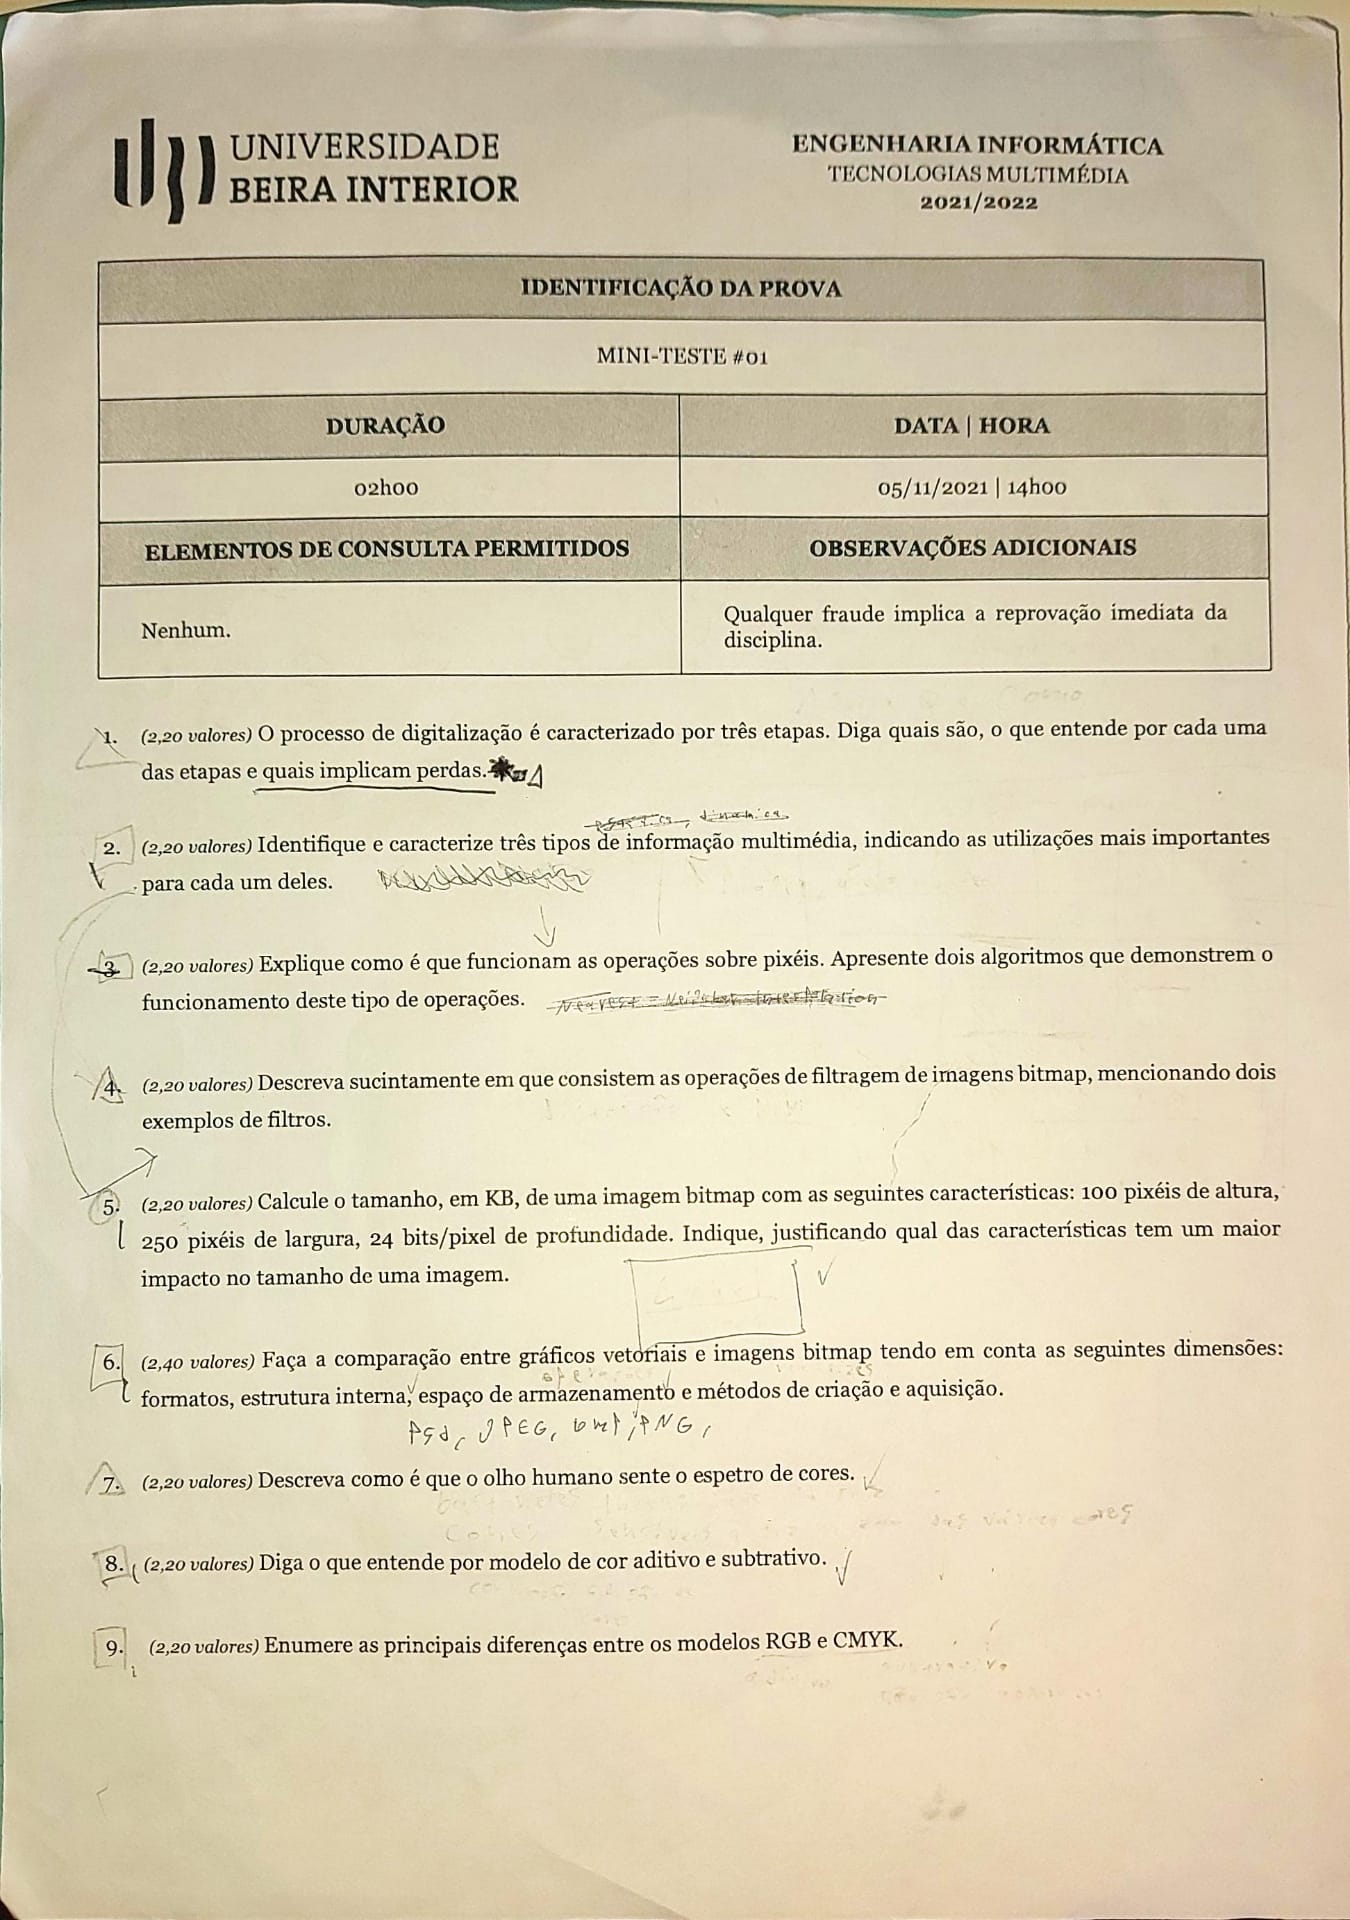 UNIVERSIDADE
BEIRA INTERIOR
ENGENHARIA INFORMÁTICA
TECNOLOGIAS MULTIMÉDIA
2021/2022
IDENTIFICAÇÃO DA PROVA
MINI-TESTE #01
DURAÇÃO
DATA | HORA
02h00
05/11/2021 | 14h00
ELEMENTOS DE CONSULTA PERMITIDOS
OBSERVAÇÕES ADICIONAIS
Nenhum.
Qualquer fraude implica a reprovação imediata da
disciplina.
1. (2,20 valores) O processo de digitalização é caracterizado por três etapas. Diga quais são, o que entende por cada uma
das etapas e quais implicam perdas.
2. (2,20 valores) Identifique e caracterize três tipos de informação multimédia, indicando as utilizações mais importantes
para cada um deles.
3. (2,20 valores) Explique como é que funcionam as operações sobre pixéis. Apresente dois algoritmos que demonstrem o
funcionamento deste tipo de operações.
4. (2,20 valores) Descreva sucintamente em que consistem as operações de filtragem de imagens bitmap, mencionando dois
exemplos de filtros.
5. (2,20 valores) Calcule o tamanho, em KB, de uma imagem bitmap com as seguintes características: 100 pixéis de altura,
250 pixéis de largura, 24 bits/pixel de profundidade. Indique, justificando qual das características tem um maior
impacto no tamanho de uma imagem.
6. (2,40 valores) Faça a comparação entre gráficos vetoriais e imagens bitmap tendo em conta as seguintes dimensões:
formatos, estrutura interna, espaço de armazenamento e métodos de criação e aquisição.
PSd, JPEG, bmp, PNG,
7. (2,20 valores) Descreva como é que o olho humano sente o espetro de cores.
8. (2,20 valores) Diga o que entende por modelo de cor aditivo e subtrativo.
9. (2,20 valores) Enumere as principais diferenças entre os modelos RGB e CMYK.